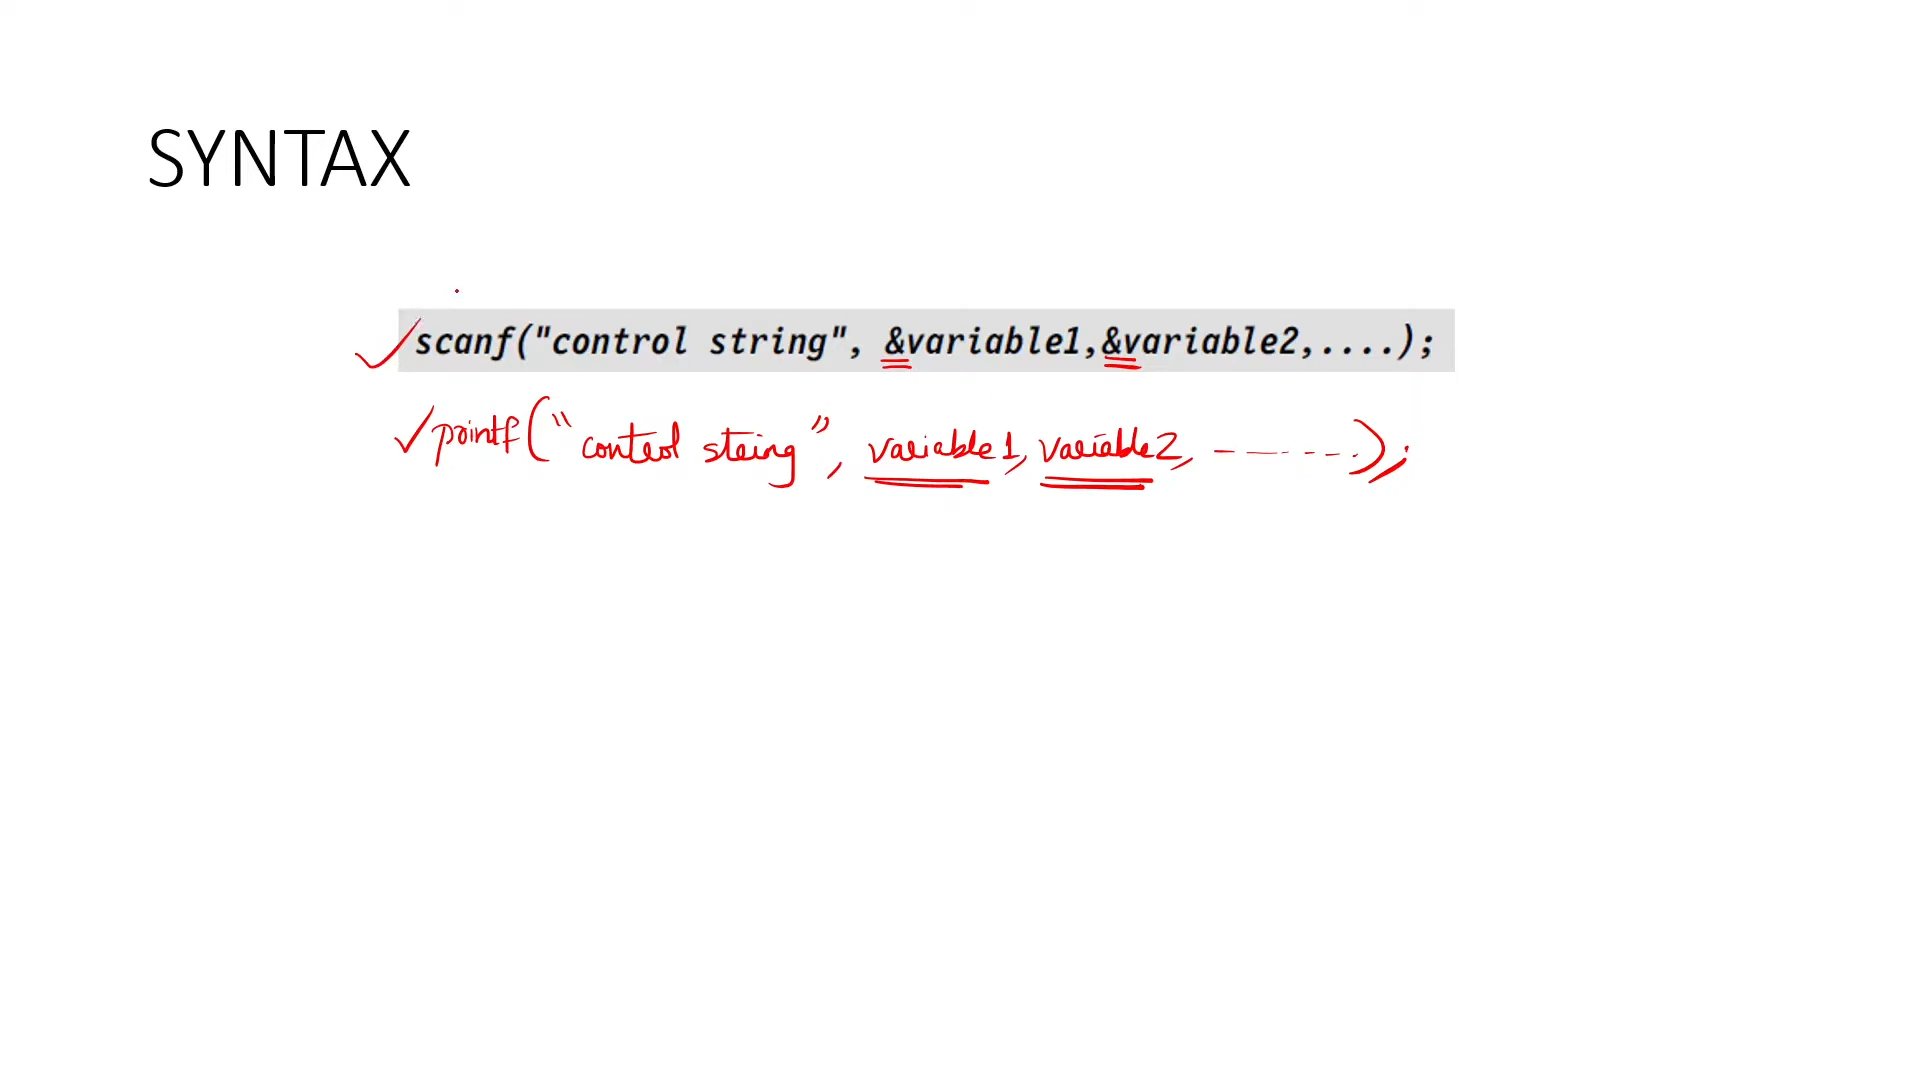 SYNTAX
scanf("control string", &variable1,&variable2,....);
printf("control string", variable1, variable2, -------);